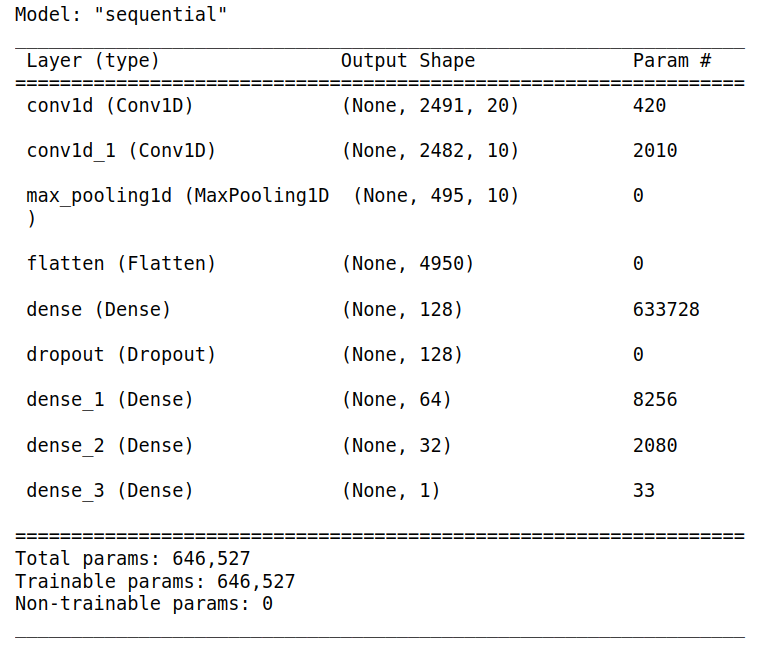 Model: "sequential"
_________________________________________________________________
Layer (type) Output Shape Param #
=================================================================
conv1d (Conv1D) (None, 2491, 20) 420
conv1d_1 (Conv1D) (None, 2482, 10) 2010
max_pooling1d (MaxPooling1D (None, 495, 10) 0
)
flatten (Flatten) (None, 4950) 0
dense (Dense) (None, 128) 633728
dropout (Dropout) (None, 128) 0
dense_1 (Dense) (None, 64) 8256
dense_2 (Dense) (None, 32) 2080
dense_3 (Dense) (None, 1) 33
=================================================================
Total params: 646,527
Trainable params: 646,527
Non-trainable params: 0
_________________________________________________________________